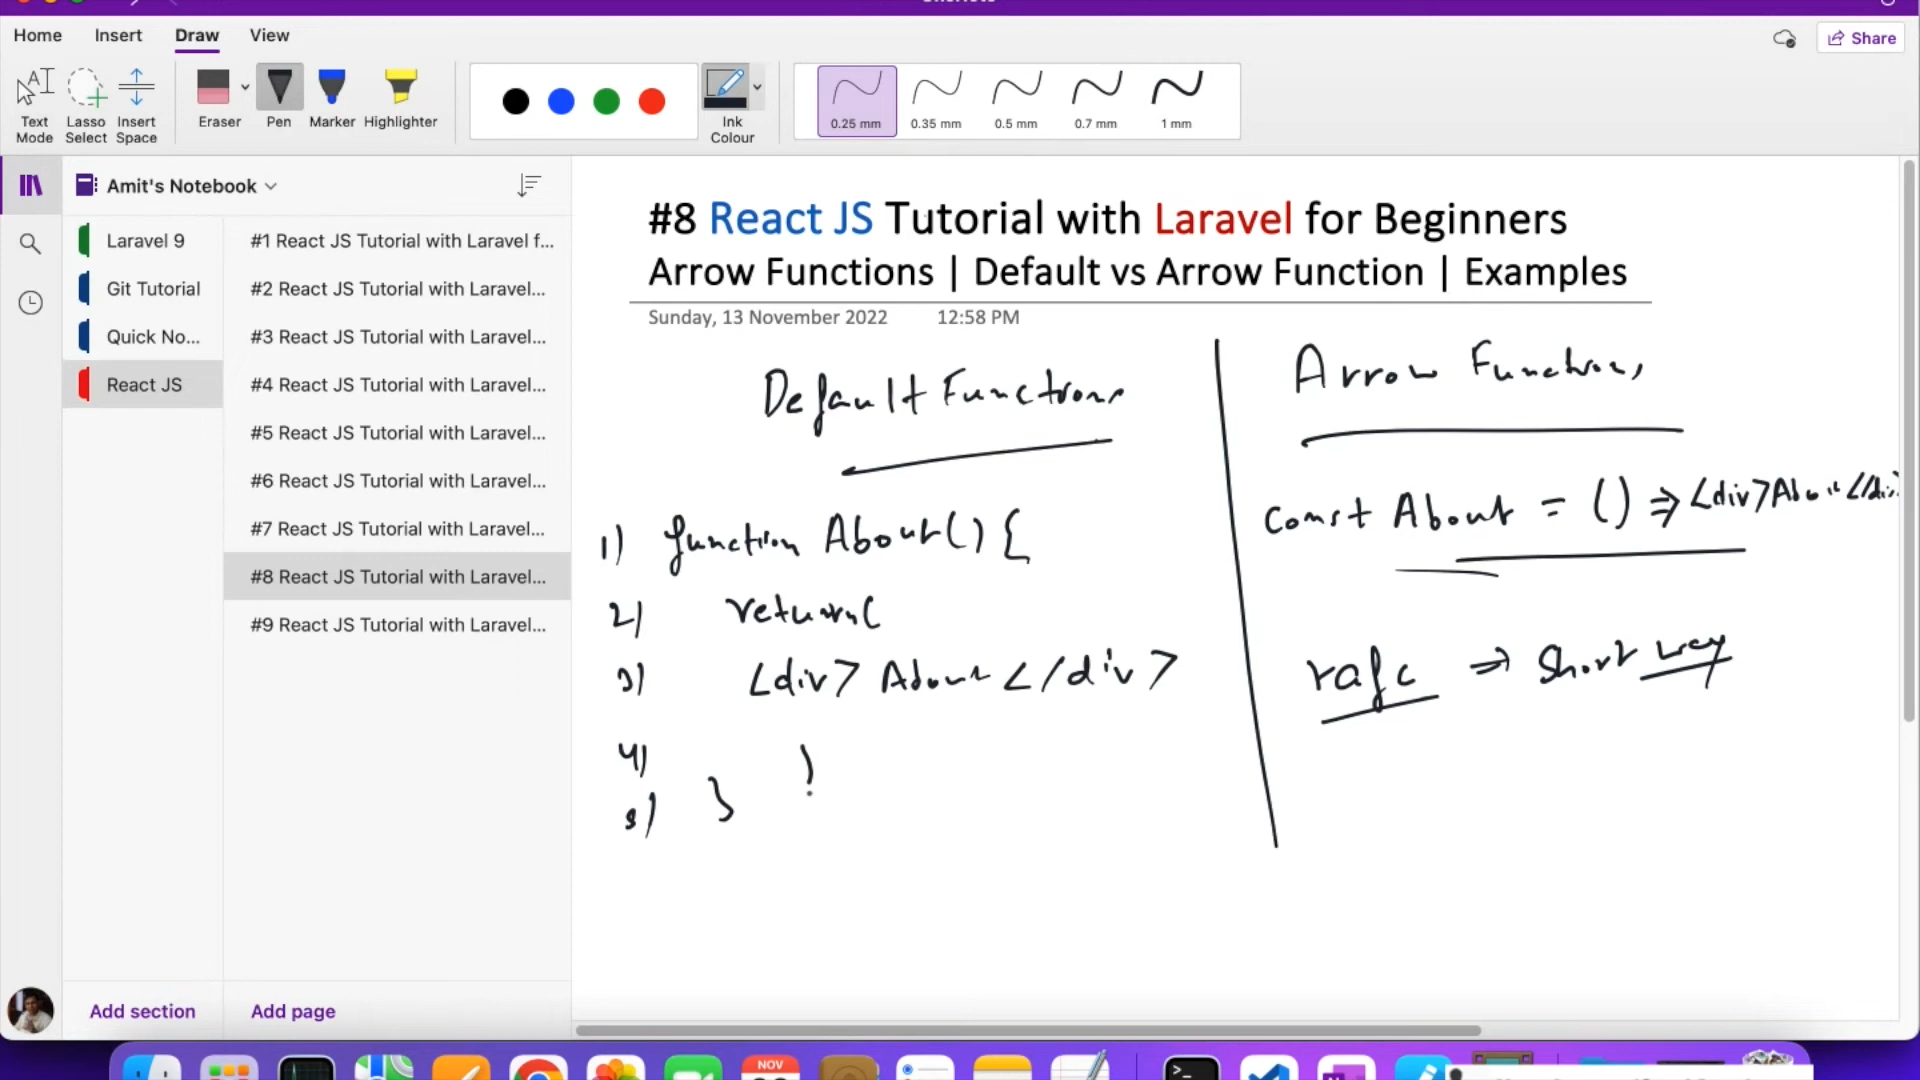 Home Insert Draw View
Share
Text Mode
Lasso Select
Insert Space
Eraser
Pen
Marker
Highlighter
Ink Colour
0.25 mm
0.35 mm
0.5 mm
0.7 mm
1 mm
Amit's Notebook
Laravel 9
Git Tutorial
Quick No...
React JS
#1 React JS Tutorial with Laravel f...
#2 React JS Tutorial with Laravel...
#3 React JS Tutorial with Laravel...
#4 React JS Tutorial with Laravel...
#5 React JS Tutorial with Laravel...
#6 React JS Tutorial with Laravel...
#7 React JS Tutorial with Laravel...
#8 React JS Tutorial with Laravel...
#9 React JS Tutorial with Laravel...
Add section
Add page
#8 React JS Tutorial with Laravel for Beginners
Arrow Functions | Default vs Arrow Function | Examples
Sunday, 13 November 2022 12:58 PM
Default Functions
1) function About() {
2) return(
3) <div> About </div>
4) )
5) }
Arrow Functions
const About = () => <div>About</div>
rafc => short way
NOV